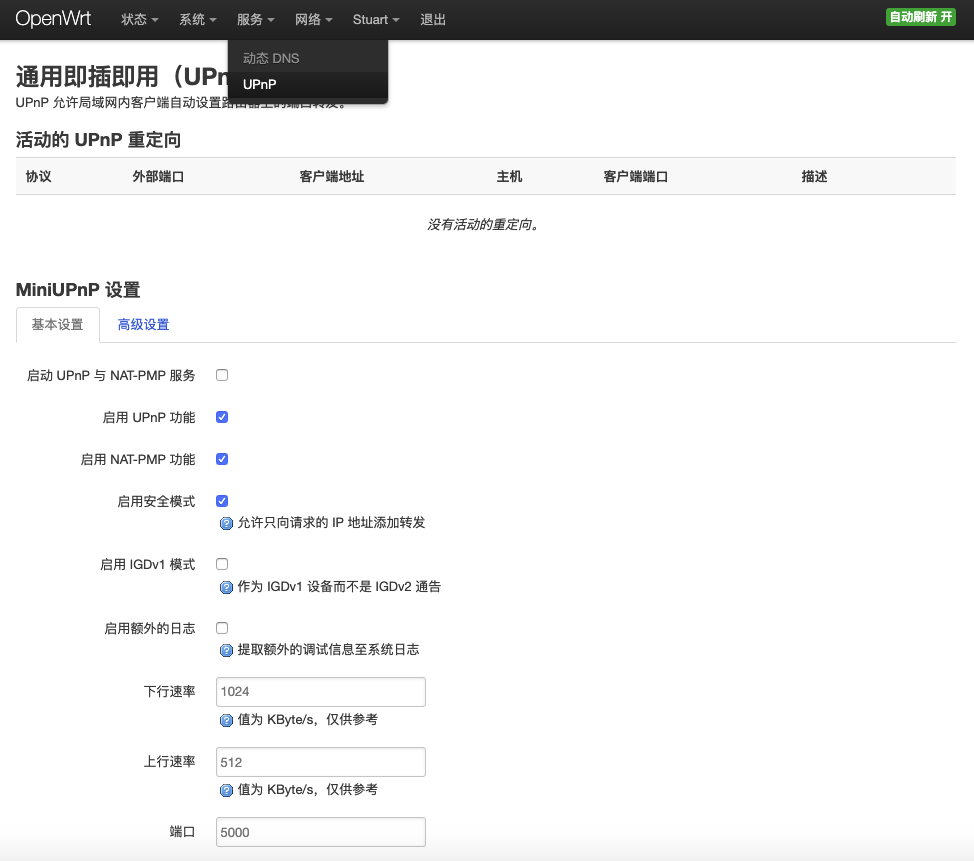 OpenWrt 状态 系统 服务 网络 Stuart 退出 自动刷新 开
动态 DNS
UPnP
通用即插即用（UPn
UPnP 允许局域网内客户端自动设置路由器上的端口转发。
活动的 UPnP 重定向
协议 外部端口 客户端地址 主机 客户端端口 描述
没有活动的重定向。
MiniUPnP 设置
基本设置 高级设置
启动 UPnP 与 NAT-PMP 服务
启用 UPnP 功能
启用 NAT-PMP 功能
启用安全模式
允许只向请求的 IP 地址添加转发
启用 IGDv1 模式
作为 IGDv1 设备而不是 IGDv2 通告
启用额外的日志
提取额外的调试信息至系统日志
下行速率 1024
值为 KByte/s，仅供参考
上行速率 512
值为 KByte/s，仅供参考
端口 5000